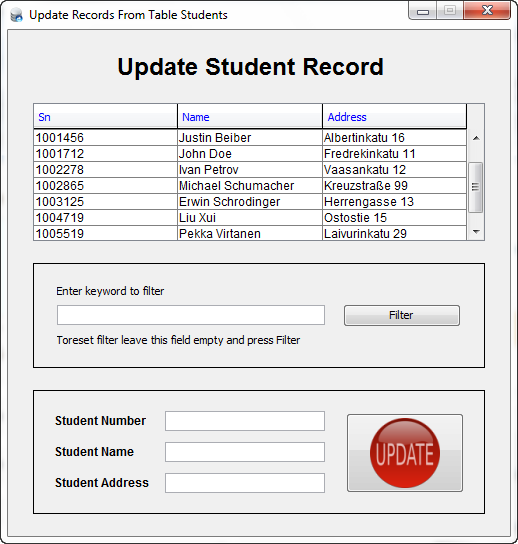 Update Records From Table Students
Update Student Record
Sn Name Address
1001456 Justin Beiber Albertinkatu 16
1001712 John Doe Fredrekinkatu 11
1002278 Ivan Petrov Vaasankatu 12
1002865 Michael Schumacher Kreuzstraße 99
1003125 Erwin Schrodinger Herrengasse 13
1004719 Liu Xui Ostostie 15
1005519 Pekka Virtanen Laivurinkatu 29
Enter keyword to filter
Filter
Toreset filter leave this field empty and press Filter
Student Number
Student Name
UPDATE
Student Address